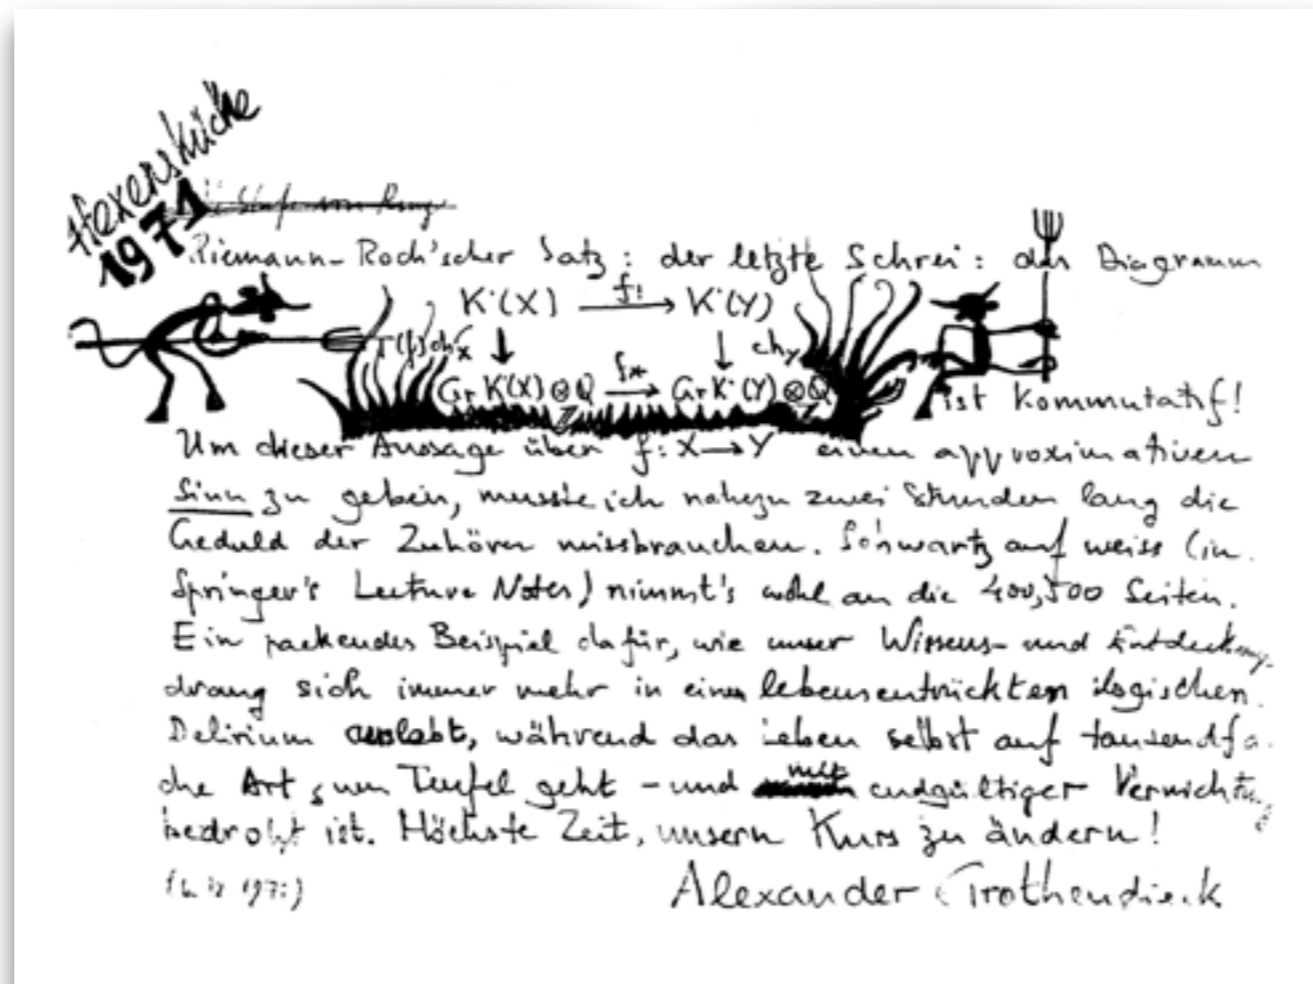 Hexenküche
1971
Riemann-Roch'scher Satz: der letzte Schrei: das Diagramm
K˙(X) f! → K˙(Y)
T(f)chx ↓ ↓ chy
Gr K˙(X)⊗Q f* → Gr K˙(Y)⊗Q
Z Z
ist kommutatif!
Um dieser Aussage über f: X → Y einen approximativen
Sinn zu geben, musste ich nahezu zwei Stunden lang die
Geduld der Zuhörer missbrauchen. Schwartz auf weiss (in
Springer's Lecture Notes) nimmt's wohl an die 400, 500 Seiten.
Ein packendes Beispiel dafür, wie unser Wissens- und Entdeckungs-
drang sich immer mehr in einem lebensentrückten logischen
Delirium auslebt, während das Leben selbst auf tausendfa-
che Art zum Teufel geht - und mit endgültiger Vernichtung
bedroht ist. Höchste Zeit, unsern Kurs zu ändern!
Alexander Grothendieck